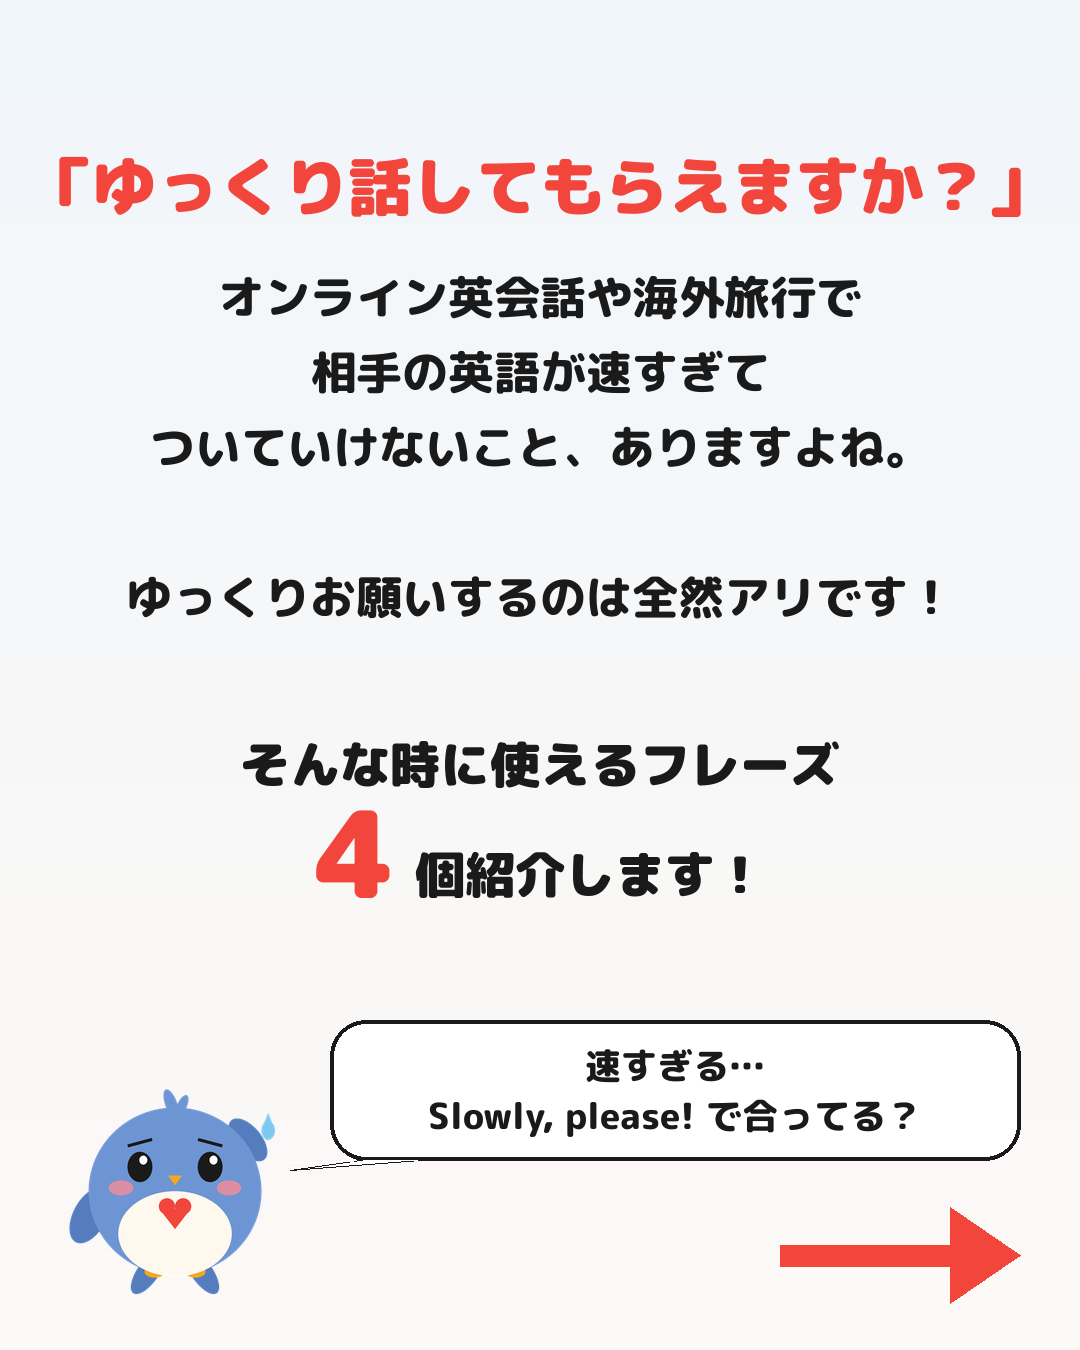 「ゆっくり話してもらえますか？」
オンライン英会話や海外旅行で
相手の英語が速すぎて
ついていけないこと、ありますよね。
ゆっくりお願いするのは全然アリです！
そんな時に使えるフレーズ
4 個紹介します！
速すぎる…
Slowly, please! で合ってる？